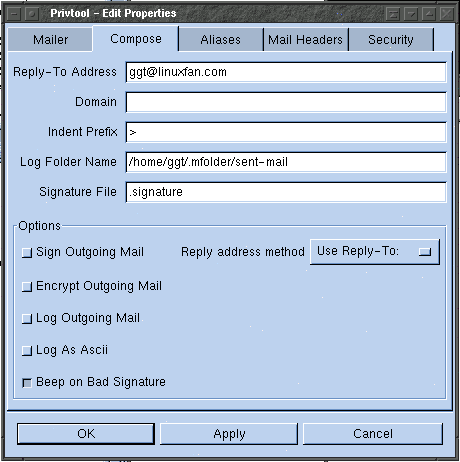 Privtool - Edit Properties
Mailer Compose Aliases Mail Headers Security
Reply-To Address ggt@linuxfan.com
Domain
Indent Prefix >
Log Folder Name /home/ggt/.mfolder/sent-mail
Signature File .signature
Options
Sign Outgoing Mail Reply address method Use Reply-To:
Encrypt Outgoing Mail
Log Outgoing Mail
Log As Ascii
Beep on Bad Signature
OK Apply Cancel